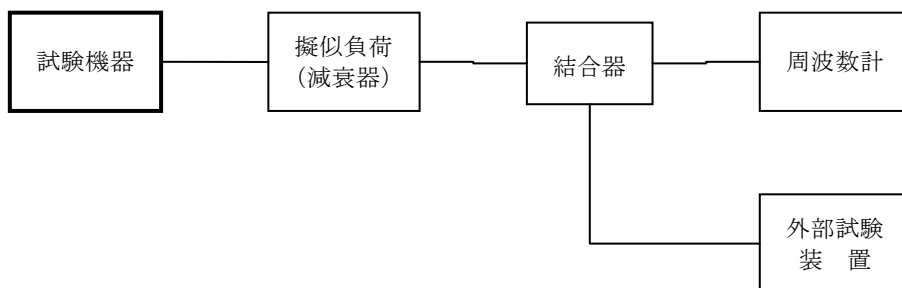 試験機器
擬似負荷
（減衰器）
結合器
周波数計
外部試験
装　置